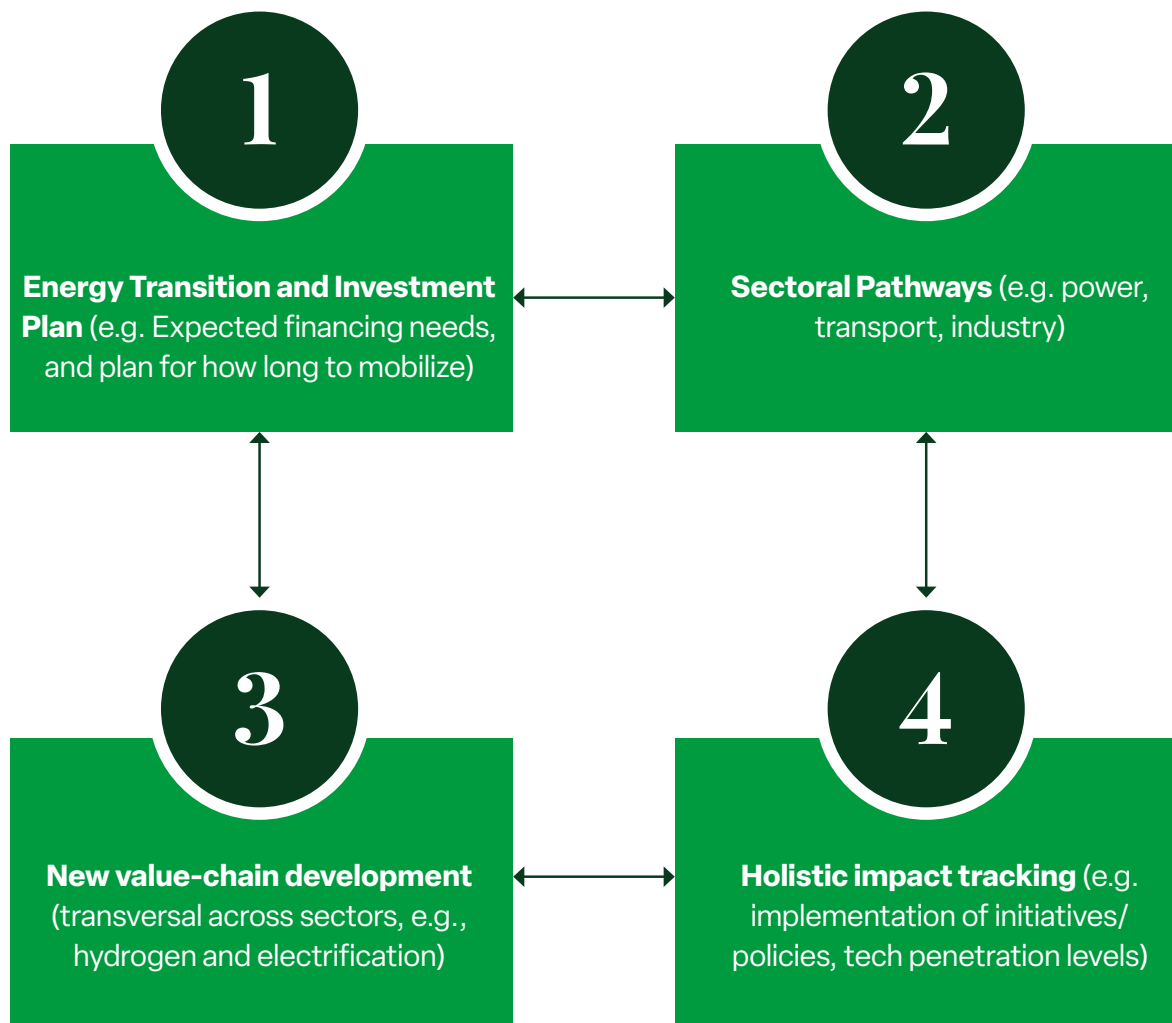 1
Energy Transition and Investment
Plan (e.g. Expected financing needs,
and plan for how long to mobilize)
2
Sectoral Pathways (e.g. power,
transport, industry)
3
New value-chain development
(transversal across sectors, e.g.,
hydrogen and electrification)
4
Holistic impact tracking (e.g.
implementation of initiatives/
policies, tech penetration levels)